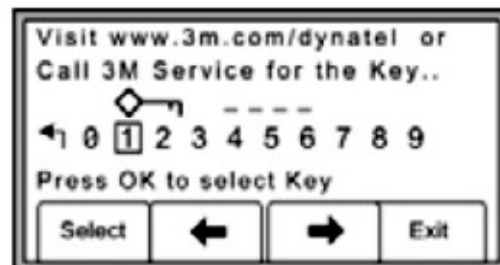 Visit www.3m.com/dynatel or
Call 3M Service for the Key..
_ _ _ _
0 1 2 3 4 5 6 7 8 9
Press OK to select Key
Select Exit